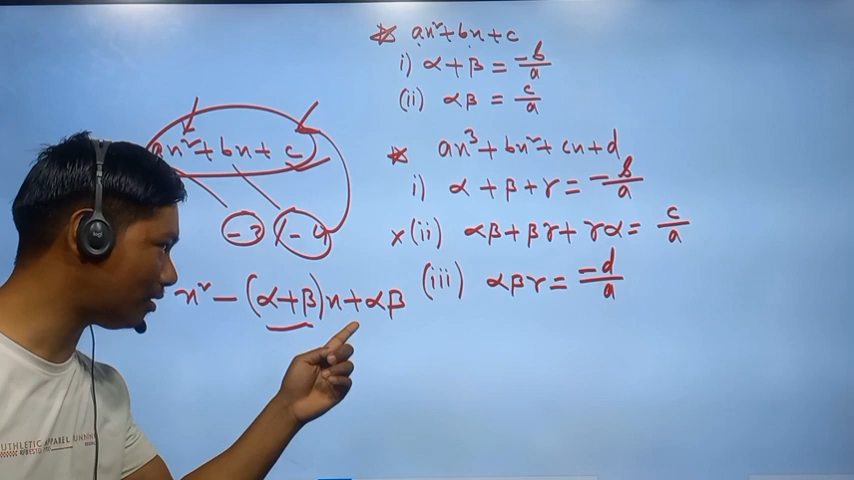 ☆ ax²+bx+c
i) α+β = -b/a
(ii) αβ = c/a
ax²+bx+c
-3 -4
x² - (α+β)x+αβ
☆ ax³+bx²+cx+d
i) α+β+γ = -b/a
x (ii) αβ+βγ+γα = c/a
(iii) αβγ = -d/a